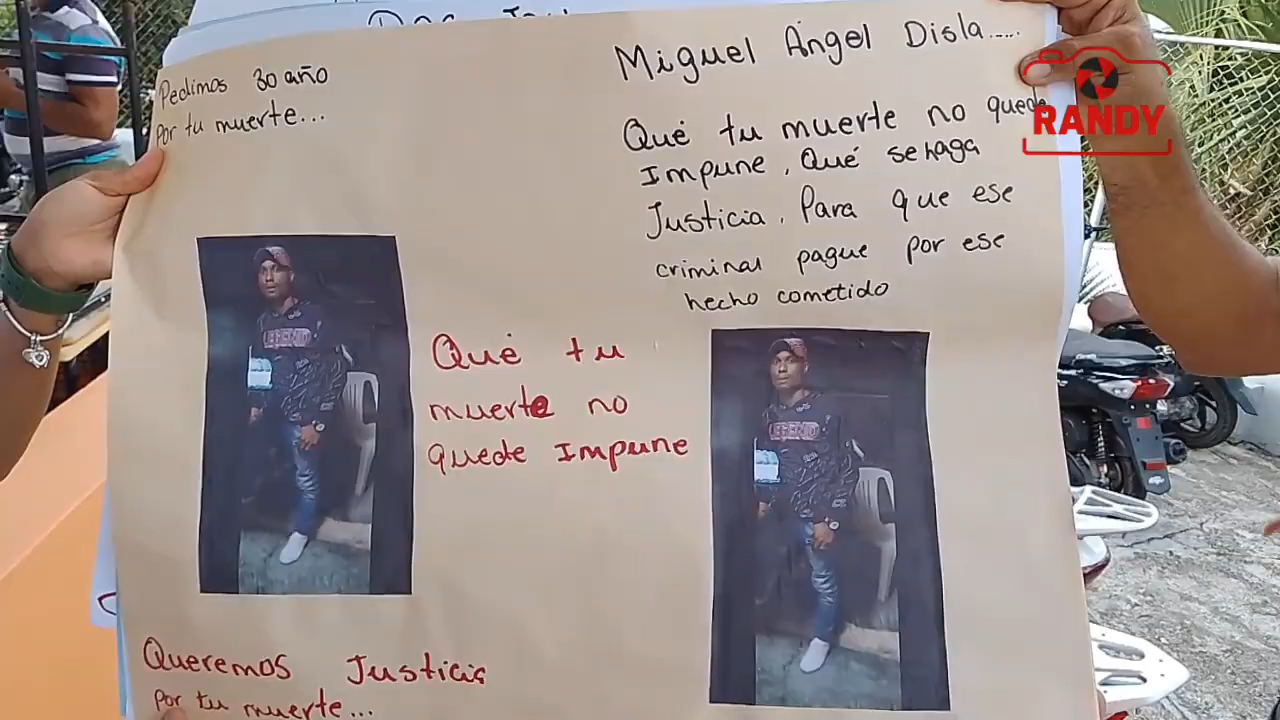 Pedimos 30 año
Por tu muerte...
Miguel Angel Disla.....
Qué tu muerte no quede
Impune, Qué se haga
Justicia. Para que ese
criminal pague por ese
hecho cometido
RANDY
LEGEND
LEGEND
Qué tu
muerte no
quede Impune
Queremos Justicia
Por tu muerte...